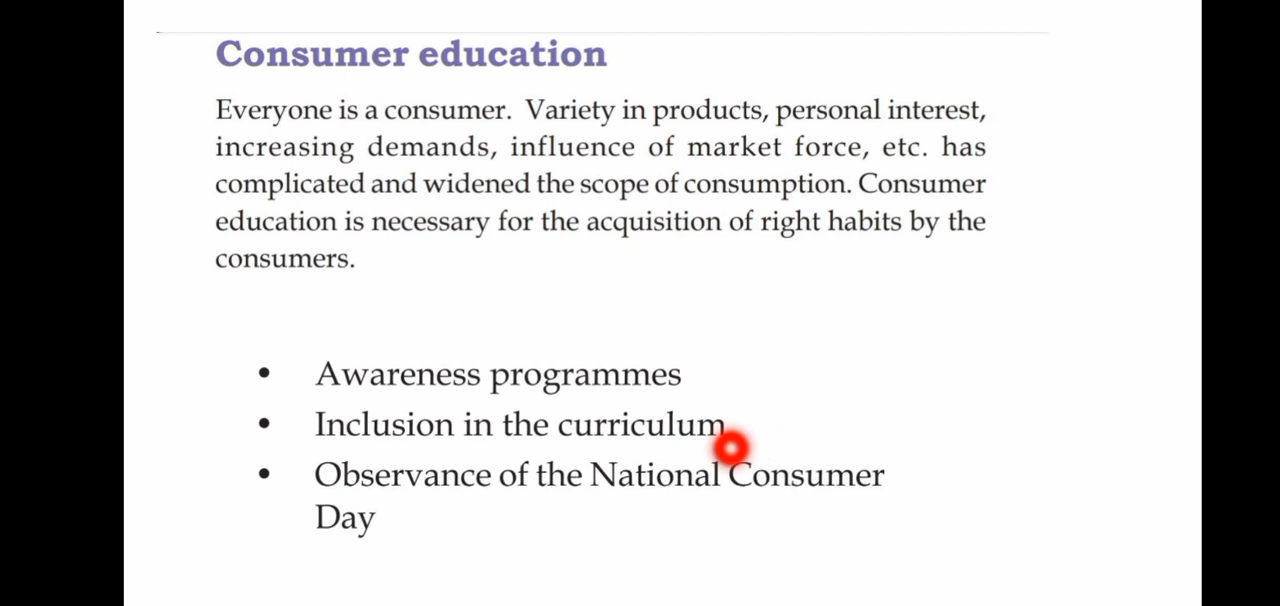 Consumer education
Everyone is a consumer. Variety in products, personal interest,
increasing demands, influence of market force, etc. has
complicated and widened the scope of consumption. Consumer
education is necessary for the acquisition of right habits by the
consumers.
• Awareness programmes
• Inclusion in the curriculum
• Observance of the National Consumer
Day